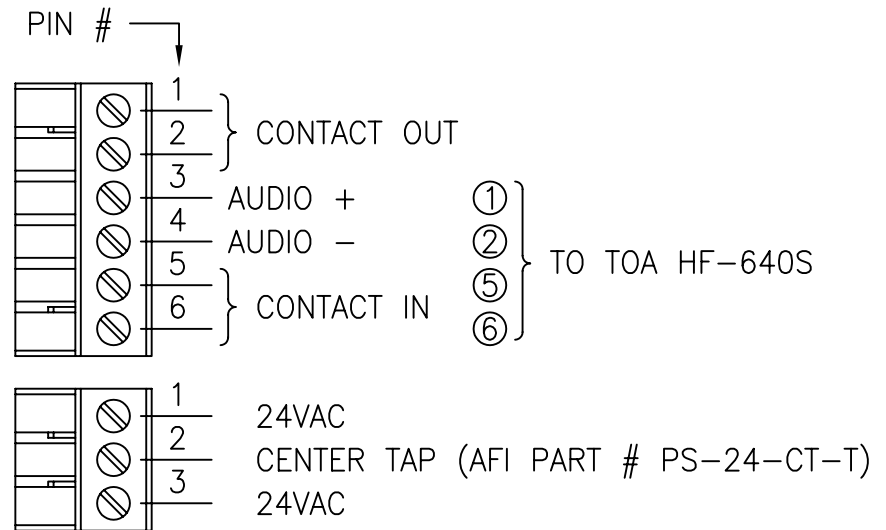 PIN #
1
2 CONTACT OUT
3 AUDIO + ①
4 AUDIO - ②
5 ⑤ TO TOA HF-640S
6 CONTACT IN ⑥
1 24VAC
2 CENTER TAP (AFI PART # PS-24-CT-T)
3 24VAC